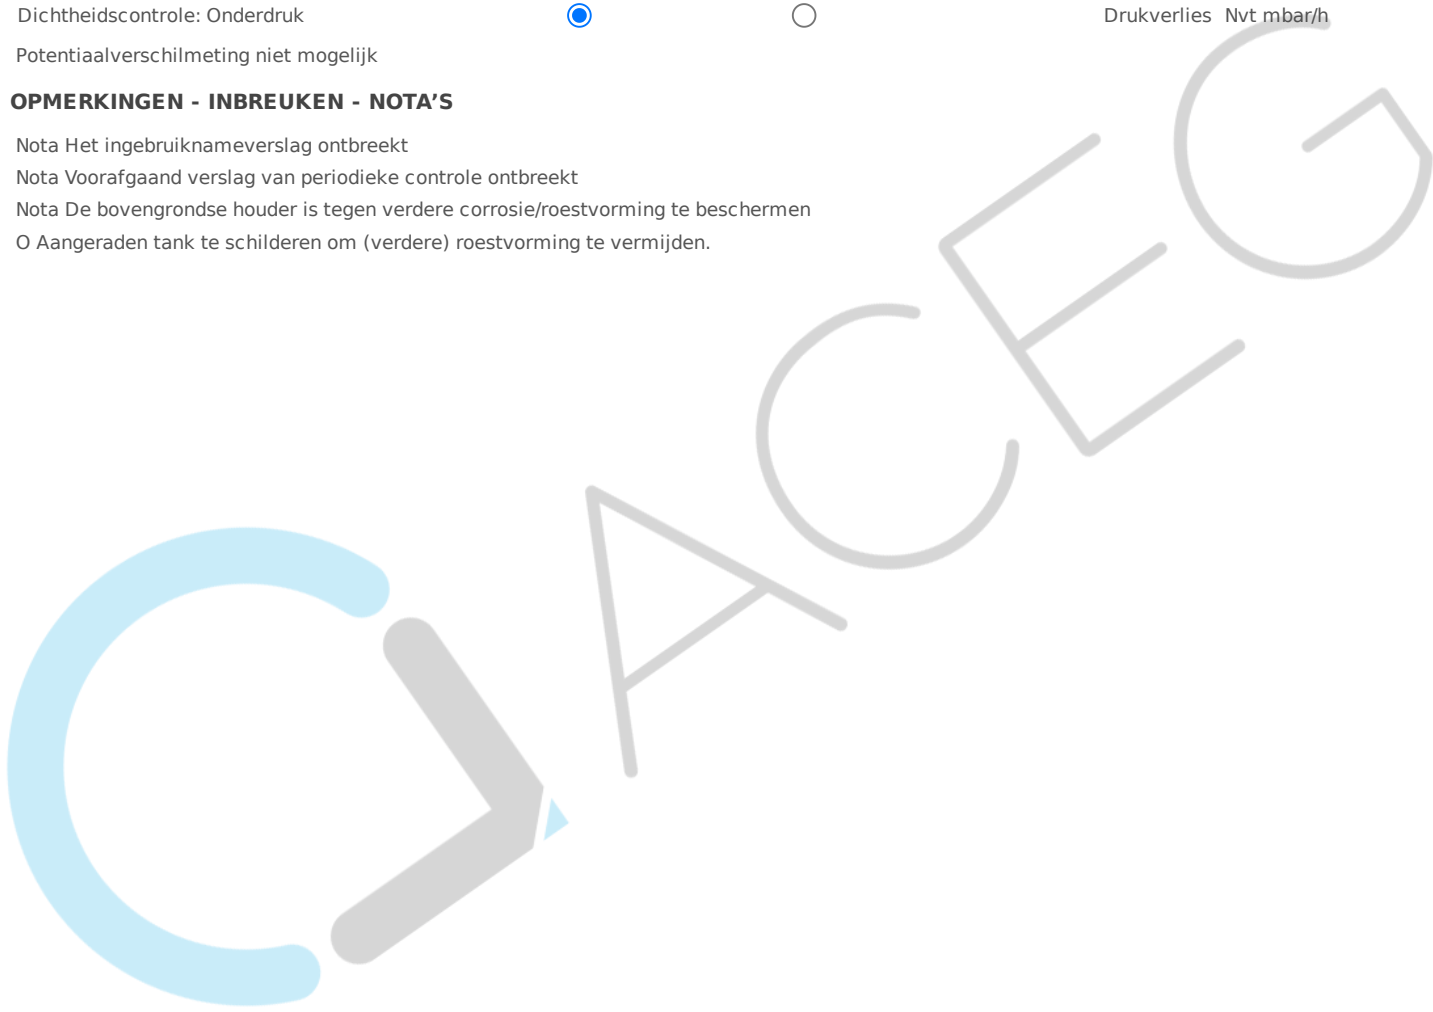 Dichtheidscontrole: Onderdruk Drukverlies Nvt mbar/h
Potentiaalverschilmeting niet mogelijk
OPMERKINGEN - INBREUKEN - NOTA’S
Nota Het ingebruiknameverslag ontbreekt
Nota Voorafgaand verslag van periodieke controle ontbreekt
Nota De bovengrondse houder is tegen verdere corrosie/roestvorming te beschermen
O Aangeraden tank te schilderen om (verdere) roestvorming te vermijden.
ACEG